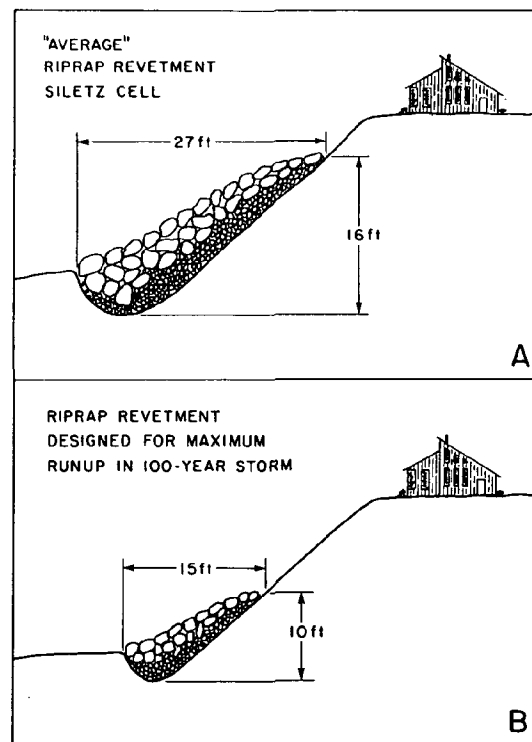 "AVERAGE"
RIPRAP REVETMENT
SILETZ CELL
27ft
16ft
A
RIPRAP REVETMENT
DESIGNED FOR MAXIMUM
RUNUP IN 100-YEAR STORM
15ft
10ft
B